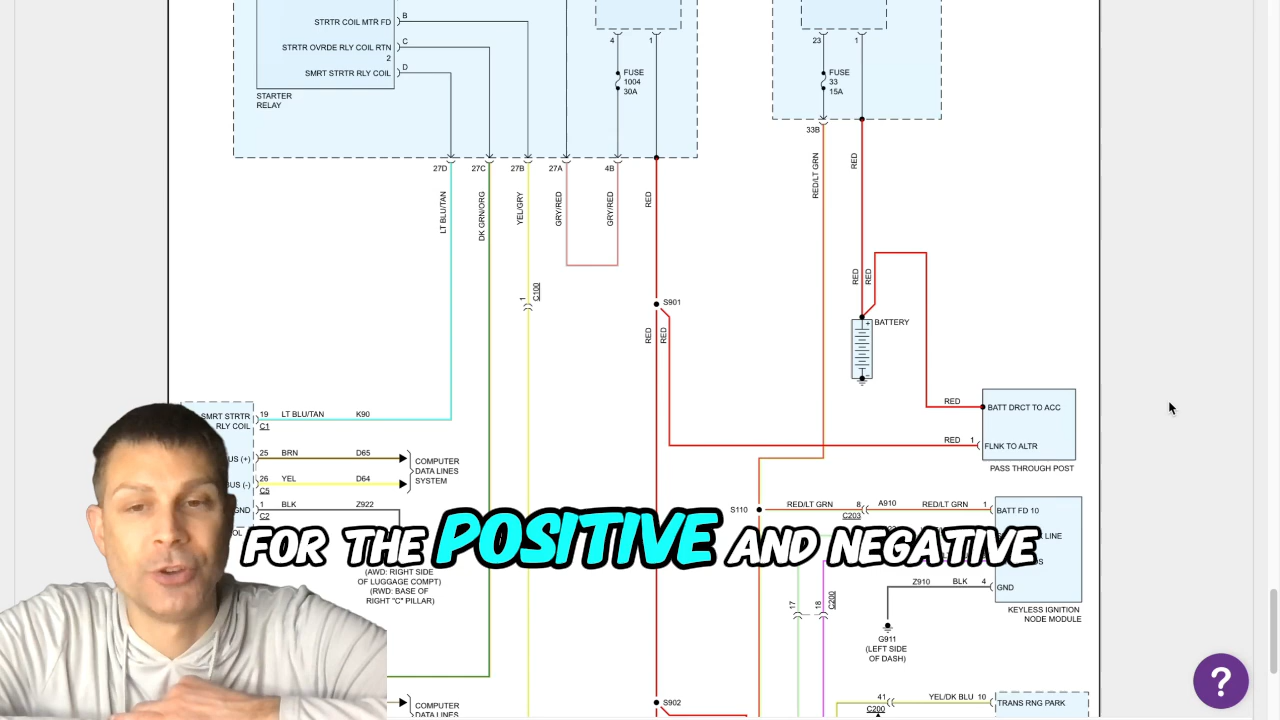 STRTR COIL MTR FD
B
STRTR OVRDE RLY COIL RTN
C
2
SMRT STRTR RLY COIL
D
STARTER
RELAY
4
1
FUSE
1004
30A
23
1
FUSE
33
15A
33B
27D
27C
27B
27A
4B
LT BLU/TAN
DK GRN/ORG
YEL/GRY
GRY/RED
GRY/RED
RED
RED/LT GRN
RED
1
C100
RED
RED
S901
RED
RED
+
BATTERY
-
SMRT STRTR
RLY COIL
19
LT BLU/TAN
K90
C1
US (+)
25
BRN
D65
COMPUTER
DATA LINES
SYSTEM
BUS (-)
26
YEL
D64
C5
GND
1
BLK
Z922
C2
RED
BATT DRCT TO ACC
RED
1
FLNK TO ALTR
PASS THROUGH POST
S110
RED/LT GRN
8
A910
RED/LT GRN
1
BATT FD 10
C203
K LINE
FOR THE POSITIVE AND NEGATIVE
(AWD: RIGHT SIDE
OF LUGGAGE COMPT)
(RWD: BASE OF
RIGHT "C" PILLAR)
Z910
BLK
4
GND
17
18
C200
KEYLESS IGNITION
NODE MODULE
G911
(LEFT SIDE
OF DASH)
?
COMPUTER
DATA LINES
S902
41
C200
YEL/DK BLU
10
TRANS RNG PARK